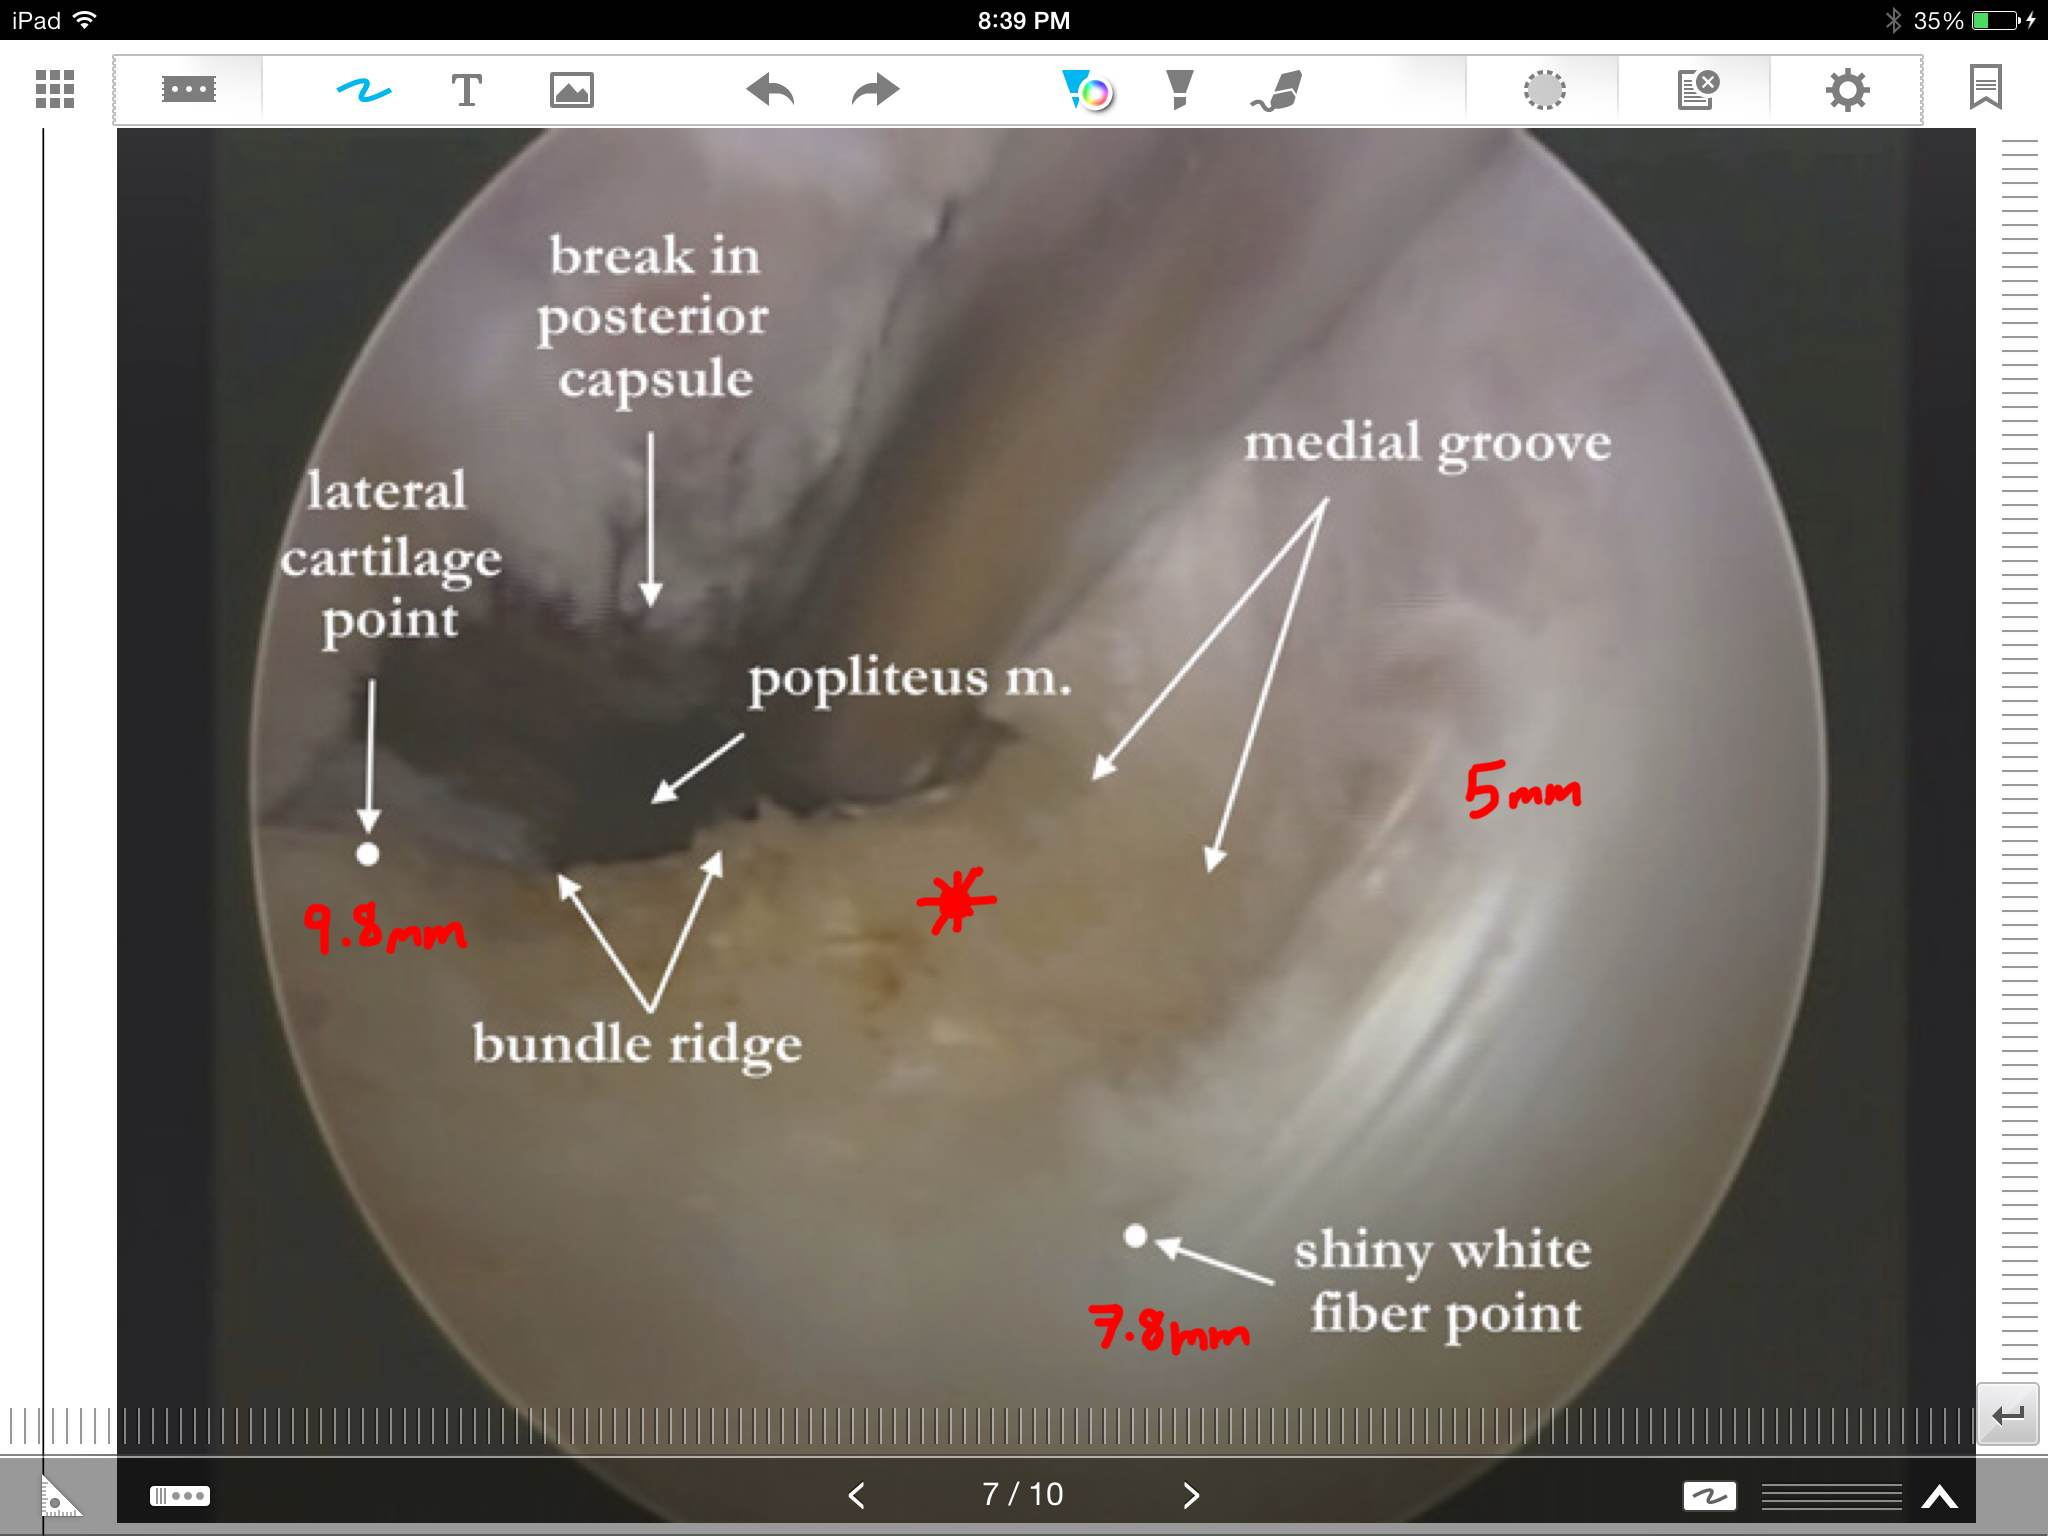 iPad
8:39 PM
35%
T
break in
posterior
capsule
medial groove
lateral
cartilage
point
popliteus m.
5mm
9.8mm
bundle ridge
shiny white
fiber point
7.8mm
7 / 10